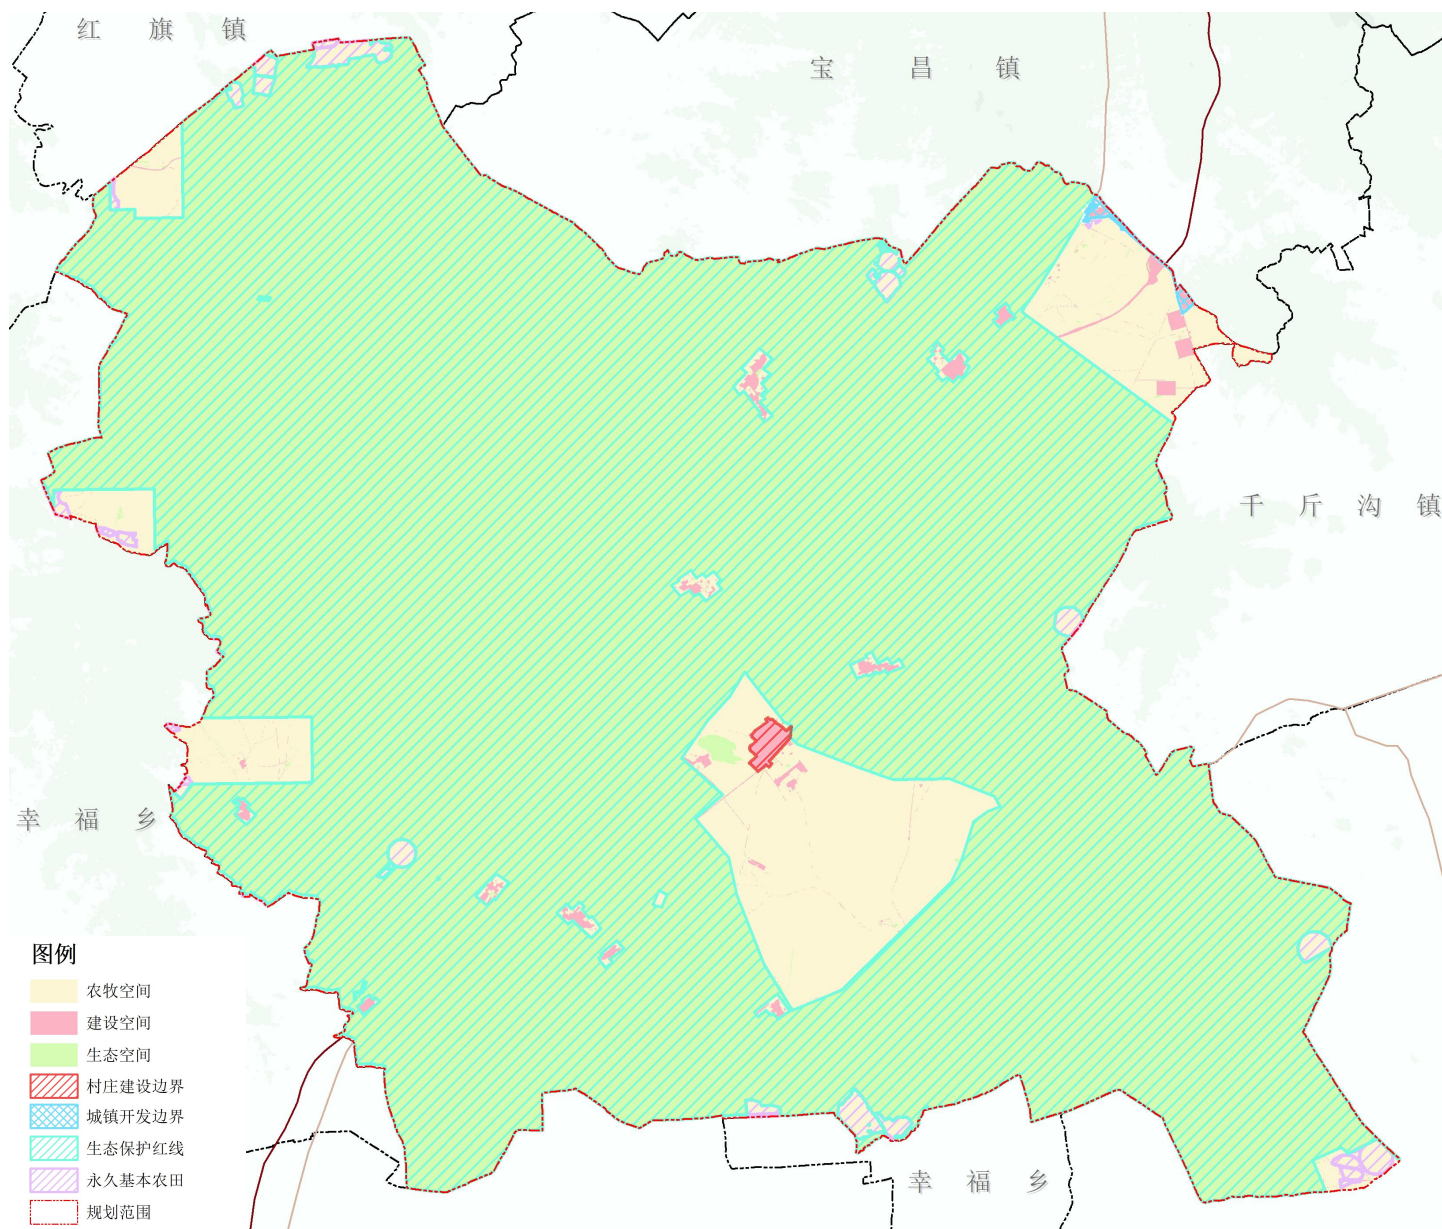 红旗镇
宝昌镇
千斤沟镇
幸福乡
图例
农牧空间
建设空间
生态空间
村庄建设边界
城镇开发边界
生态保护红线
永久基本农田
规划范围
幸福乡